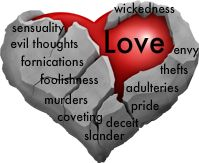 wickedness
sensuality
Love
evil thoughts
envy
fornications
thefts
foolishness
adulteries
murders
pride
coveting
deceit
slander